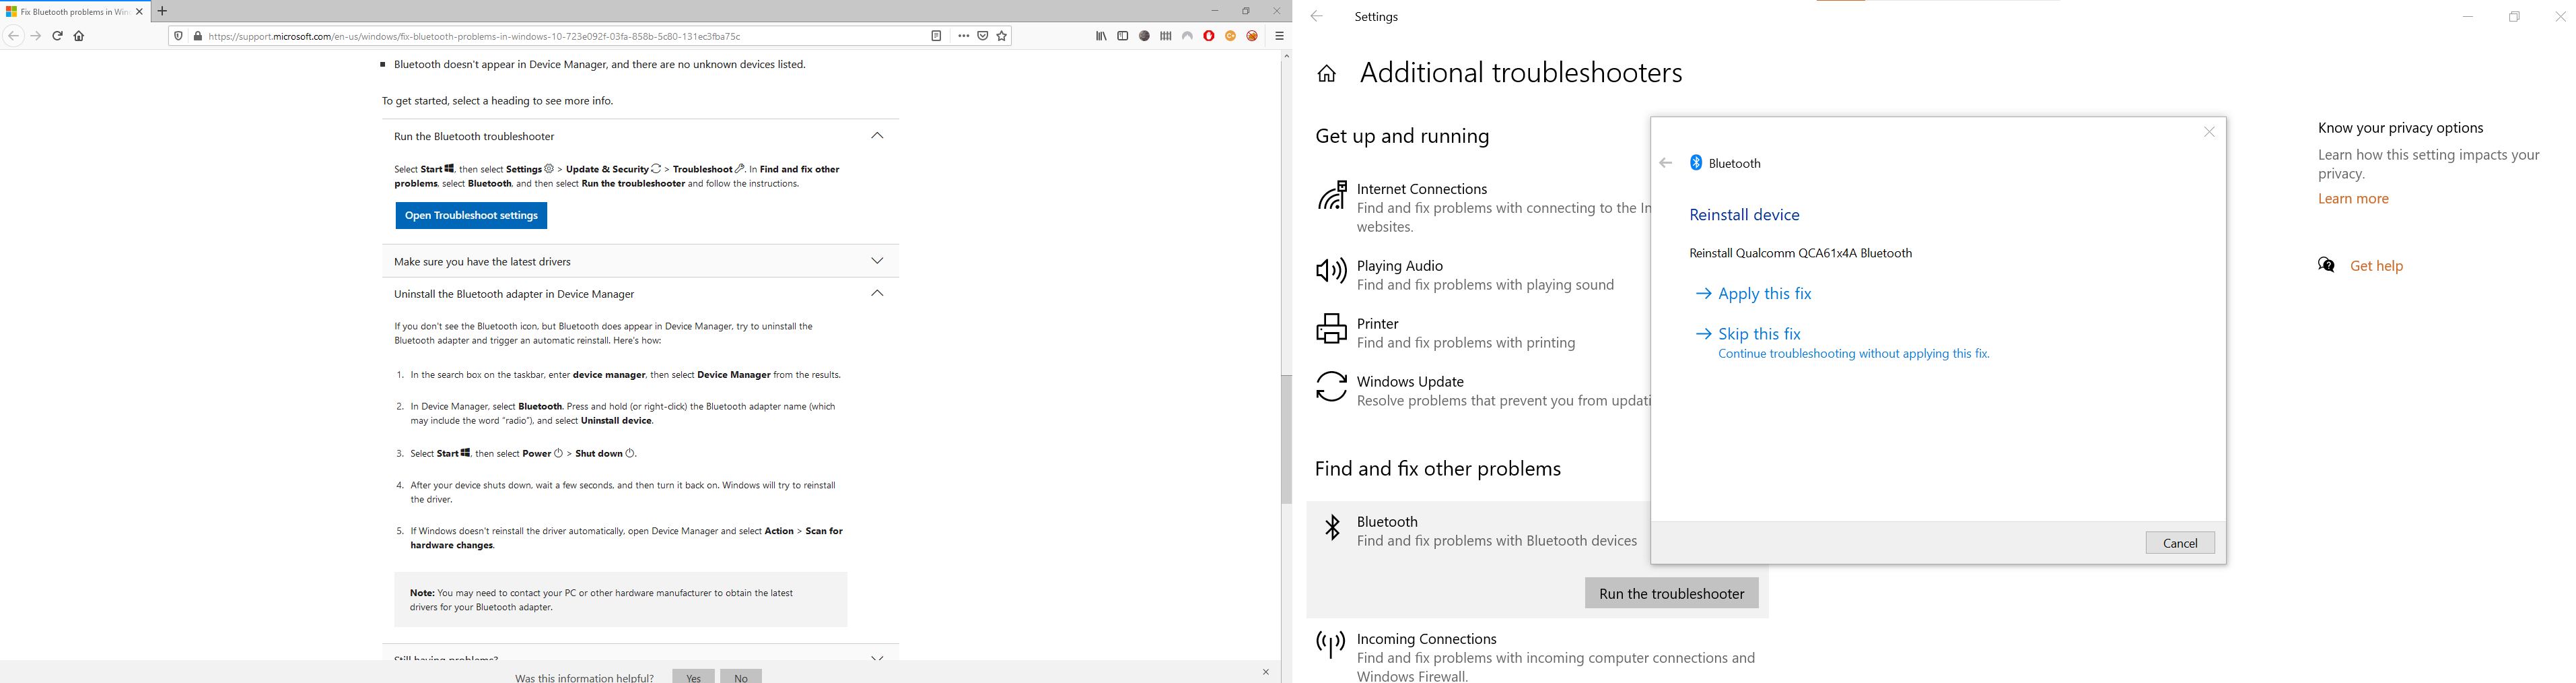 Fix Bluetooth problems in Win
https://support.microsoft.com/en-us/windows/fix-bluetooth-problems-in-windows-10-723e092f-03fa-858b-5c80-131ec3fba75c
Bluetooth doesn't appear in Device Manager, and there are no unknown devices listed.
To get started, select a heading to see more info.
Run the Bluetooth troubleshooter
Select Start , then select Settings > Update & Security > Troubleshoot . In Find and fix other
problems, select Bluetooth, and then select Run the troubleshooter and follow the instructions.
Open Troubleshoot settings
Make sure you have the latest drivers
Uninstall the Bluetooth adapter in Device Manager
If you don't see the Bluetooth icon, but Bluetooth does appear in Device Manager, try to uninstall the
Bluetooth adapter and trigger an automatic reinstall. Here's how:
1. In the search box on the taskbar, enter device manager, then select Device Manager from the results.
2. In Device Manager, select Bluetooth. Press and hold (or right-click) the Bluetooth adapter name (which
may include the word "radio"), and select Uninstall device.
3. Select Start , then select Power > Shut down .
4. After your device shuts down, wait a few seconds, and then turn it back on. Windows will try to reinstall
the driver.
5. If Windows doesn't reinstall the driver automatically, open Device Manager and select Action > Scan for
hardware changes.
Note: You may need to contact your PC or other hardware manufacturer to obtain the latest
drivers for your Bluetooth adapter.
Still having problems?
Was this information helpful? Yes No
Settings
Additional troubleshooters
Get up and running
Internet Connections
Find and fix problems with connecting to the In
websites.
Playing Audio
Find and fix problems with playing sound
Printer
Find and fix problems with printing
Windows Update
Resolve problems that prevent you from updati
Find and fix other problems
Bluetooth
Find and fix problems with Bluetooth devices
Run the troubleshooter
Incoming Connections
Find and fix problems with incoming computer connections and
Windows Firewall.
Bluetooth
Reinstall device
Reinstall Qualcomm QCA61x4A Bluetooth
Apply this fix
Skip this fix
Continue troubleshooting without applying this fix.
Cancel
Know your privacy options
Learn how this setting impacts your
privacy.
Learn more
Get help